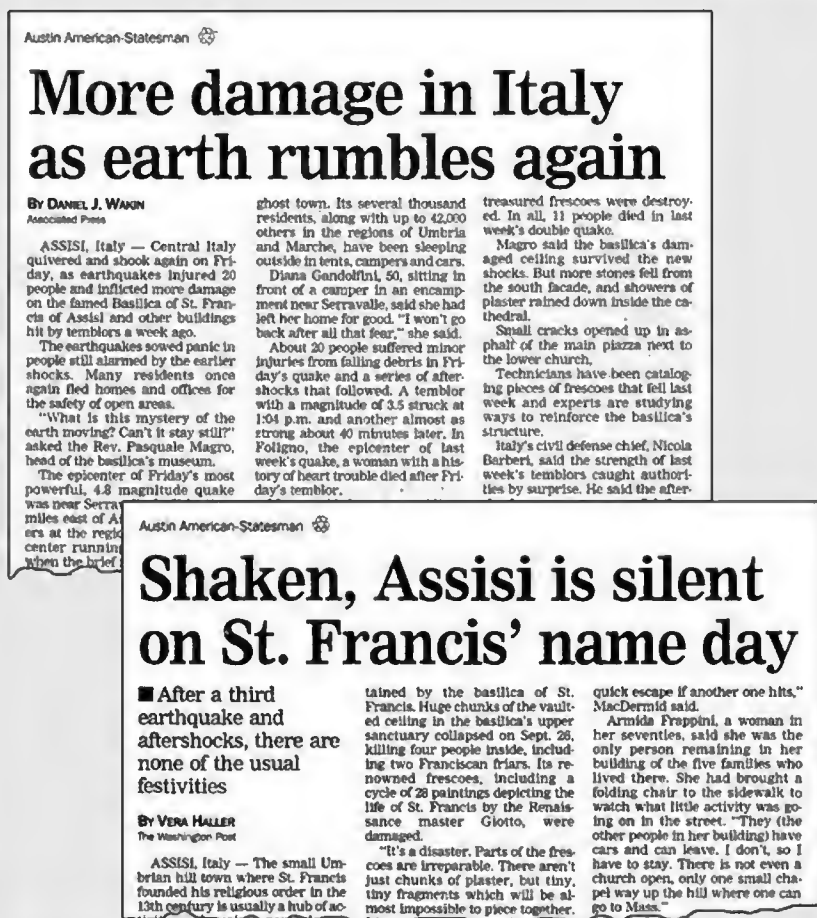 Austin American-Statesman
More damage in Italy
as earth rumbles again
BY DANIEL J. WAKIN
Associated Press
ASSISI, Italy — Central Italy
quivered and shook again on Fri-
day, as earthquakes injured 20
people and inflicted more damage
on the famed Basilica of St. Fran-
cis of Assisi and other buildings
hit by temblors a week ago.
The earthquakes sowed panic in
people still alarmed by the earlier
shocks. Many residents once
again fled homes and offices for
the safety of open areas.
"What is this mystery of the
earth moving? Can't it stay still?"
asked the Rev. Pasquale Magro,
head of the basilica's museum.
The epicenter of Friday's most
powerful, 4.8 magnitude quake
was near
miles east of
ers at the
center
when the brief
ghost town. Its several thousand
residents, along with up to 42,000
others in the regions of Umbria
and Marche, have been sleeping
outside in tents, campers and cars.
Diana Gandolfini, 50, sitting in
front of a camper in an encamp-
ment near Serravalle, said she had
left her home for good. "I won't go
back after all that fear," she said.
About 20 people suffered minor
injuries from falling debris in Fri-
day's quake and a series of after-
shocks that followed. A temblor
with a magnitude of 3.5 struck at
1:04 p.m. and another almost as
strong about 40 minutes later. In
Foligno, the epicenter of last
week's quake, a woman with a his-
tory of heart trouble died after Fri-
day's temblor.
treasured frescoes were destroy-
ed. In all, 11 people died in last
week's double quake.
Magro said the basilica's dam-
aged ceiling survived the new
shocks. But more stones fell from
the south facade, and showers of
plaster rained down inside the ca-
thedral.
Small cracks opened up in as-
phalt of the main piazza next to
the lower church,
Technicians have been catalog-
ing pieces of frescoes that fell last
week and experts are studying
ways to reinforce the basilica's
structure.
Italy's civil defense chief, Nicola
Barberi, said the strength of last
week's temblors caught authori-
ties by surprise. He said the after-
Austin American-Statesman
Shaken, Assisi is silent
on St. Francis' name day
■ After a third
earthquake and
aftershocks, there are
none of the usual
festivities
BY VERA HALLER
The Washington Post
ASSISI, Italy — The small Um-
brian hill town where St. Francis
founded his religious order in the
13th century is usually a hub of ac-
tained by the basilica of St.
Francis. Huge chunks of the vault-
ed ceiling in the basilica's upper
sanctuary collapsed on Sept. 26,
killing four people inside, includ-
ing two Franciscan friars. Its re-
nowned frescoes, including a
cycle of 28 paintings depicting the
life of St. Francis by the Renais-
sance master Giotto, were
damaged.
"It's a disaster. Parts of the fres-
coes are irreparable. There aren't
just chunks of plaster, but tiny,
tiny fragments which will be al-
most impossible to piece together.
quick escape if another one hits,"
MacDermid said.
Armida Frappini, a woman in
her seventies, said she was the
only person remaining in her
building of the five families who
lived there. She had brought a
folding chair to the sidewalk to
watch what little activity was go-
ing on in the street. "They (the
other people in her building) have
cars and can leave. I don't, so I
have to stay. There is not even a
church open, only one small cha-
pel way up the hill where one can
go to Mass."